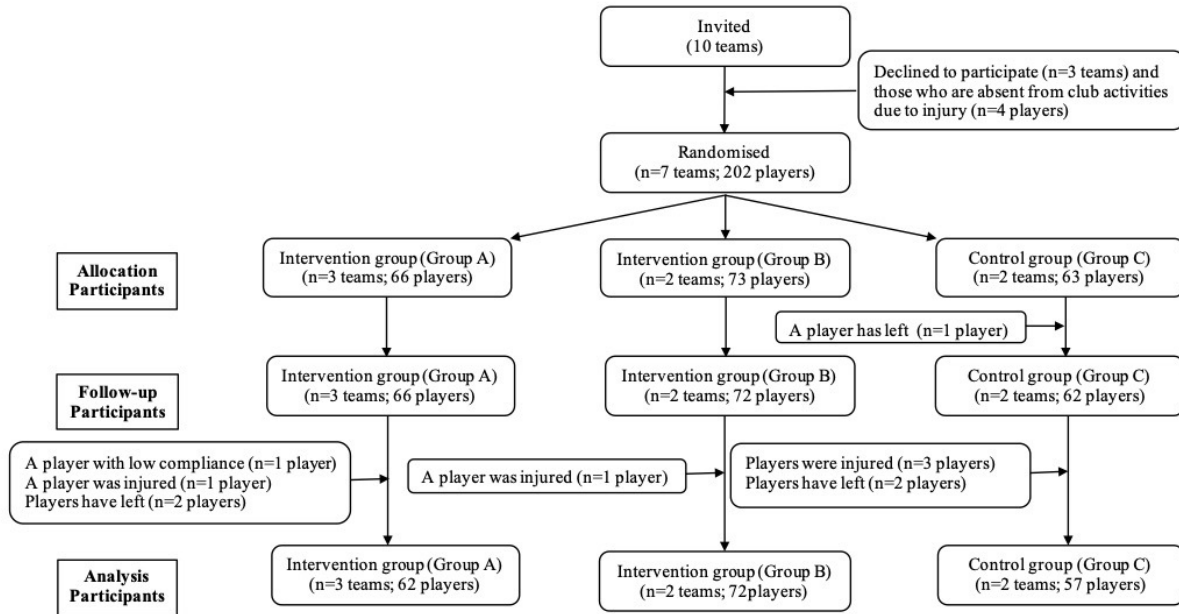 Invited
(10 teams)
Declined to participate (n=3 teams) and
those who are absent from club activities
due to injury (n=4 players)
Randomised
(n=7 teams; 202 players)
Allocation
Participants
Intervention group (Group A)
(n=3 teams; 66 players)
Intervention group (Group B)
(n=2 teams; 73 players)
Control group (Group C)
(n=2 teams; 63 players)
A player has left (n=1 player)
Follow-up
Participants
Intervention group (Group A)
(n=3 teams; 66 players)
Intervention group (Group B)
(n=2 teams; 72 players)
Control group (Group C)
(n=2 teams; 62 players)
A player with low compliance (n=1 player)
A player was injured (n=1 player)
Players have left (n=2 players)
A player was injured (n=1 player)
Players were injured (n=3 players)
Players have left (n=2 players)
Analysis
Participants
Intervention group (Group A)
(n=3 teams; 62 players)
Intervention group (Group B)
(n=2 teams; 72players)
Control group (Group C)
(n=2 teams; 57 players)